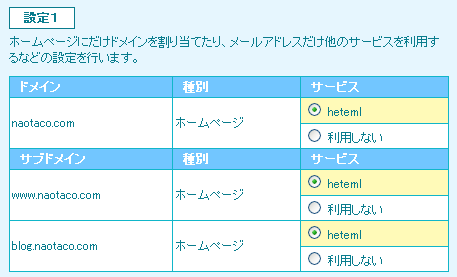 設定1
ホームページにだけドメインを割り当てたり、メールアドレスだけ他のサービスを利用す
るなどの設定を行います。
ドメイン 種別 サービス
naotaco.com ホームページ heteml
利用しない
サブドメイン 種別 サービス
www.naotaco.com ホームページ heteml
利用しない
blog.naotaco.com ホームページ heteml
利用しない